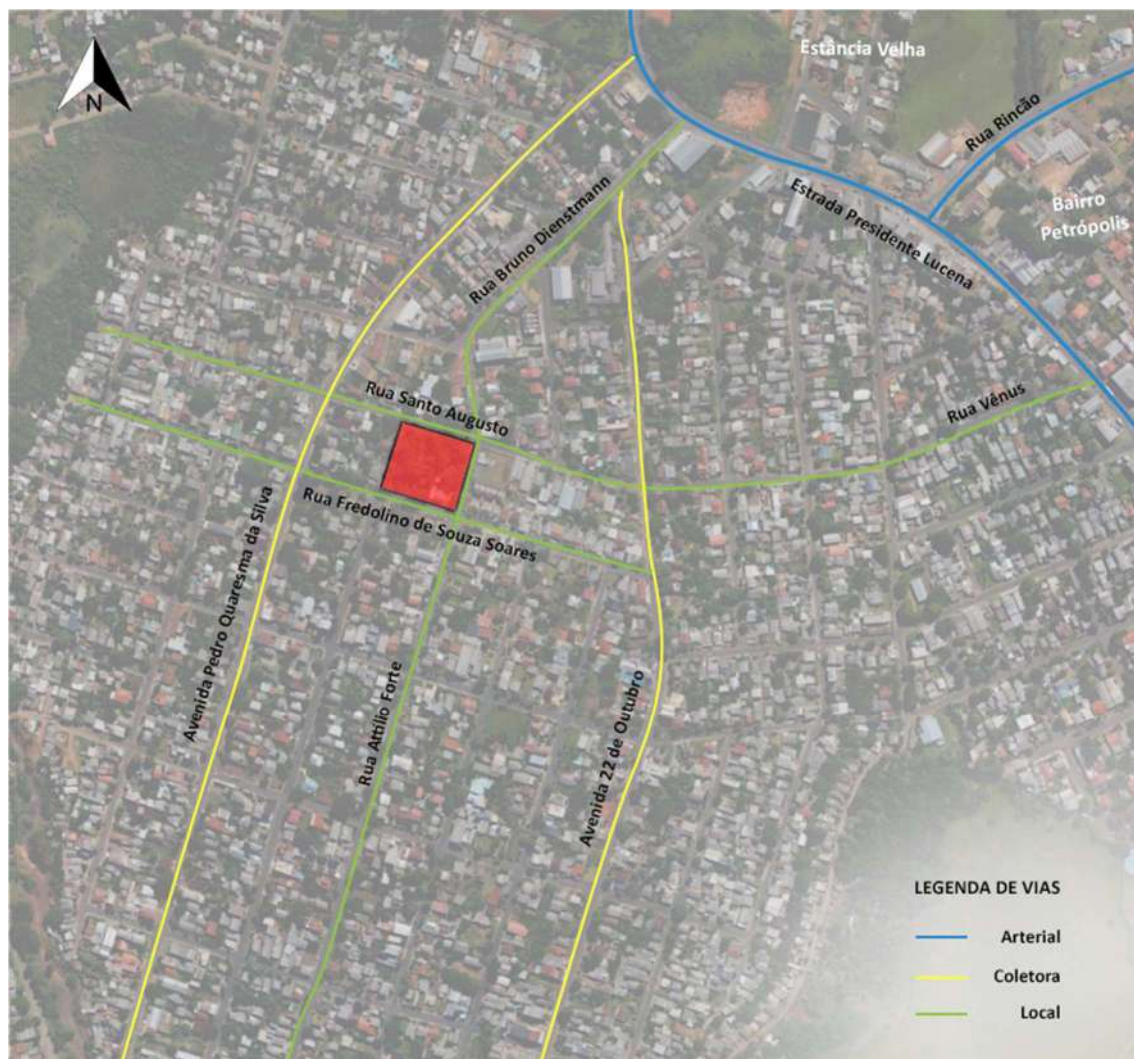 Estância Velha
N
Rua Rincão
Bairro
Petrópolis
Rua Bruno Dienstmann
Estrada Presidente Lucena
Rua Santo Augusto
Rua Vênus
Rua Fredolino de Souza Soares
Avenida Pedro Quaresma da Silva
Rua Attílio Forte
Avenida 22 de Outubro
LEGENDA DE VIAS
Arterial
Coletora
Local